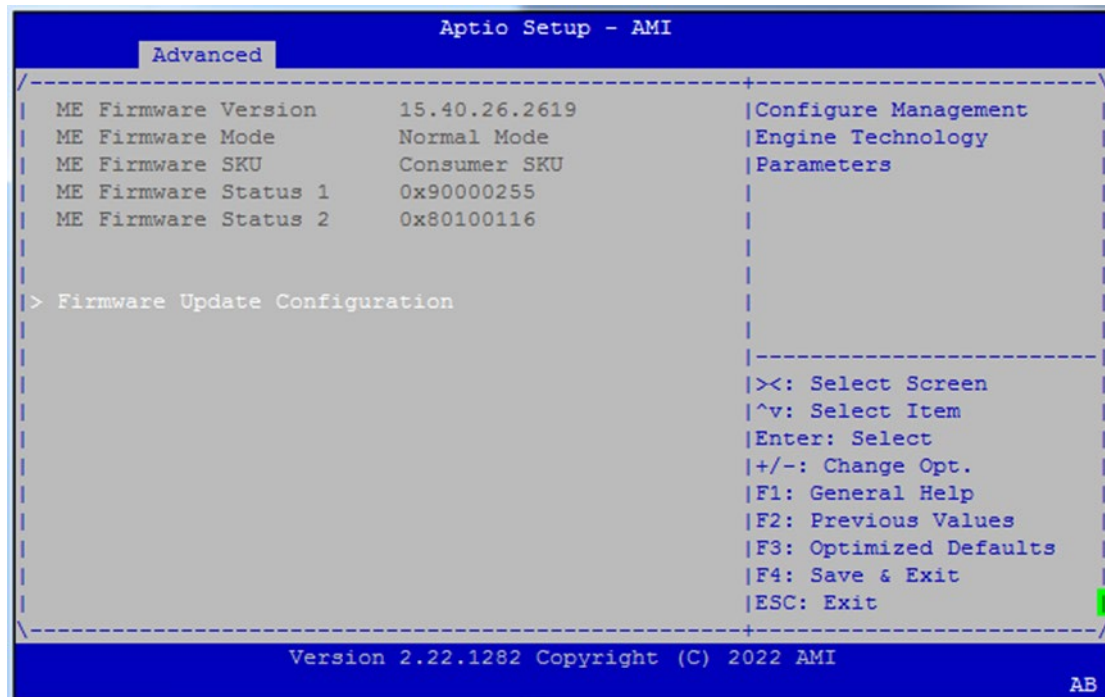 Aptio Setup - AMI
Advanced
ME Firmware Version 15.40.26.2619
ME Firmware Mode Normal Mode
ME Firmware SKU Consumer SKU
ME Firmware Status 1 0x90000255
ME Firmware Status 2 0x80100116
> Firmware Update Configuration
Configure Management
Engine Technology
Parameters
><: Select Screen
^v: Select Item
Enter: Select
+/-: Change Opt.
F1: General Help
F2: Previous Values
F3: Optimized Defaults
F4: Save & Exit
ESC: Exit
Version 2.22.1282 Copyright (C) 2022 AMI
AB